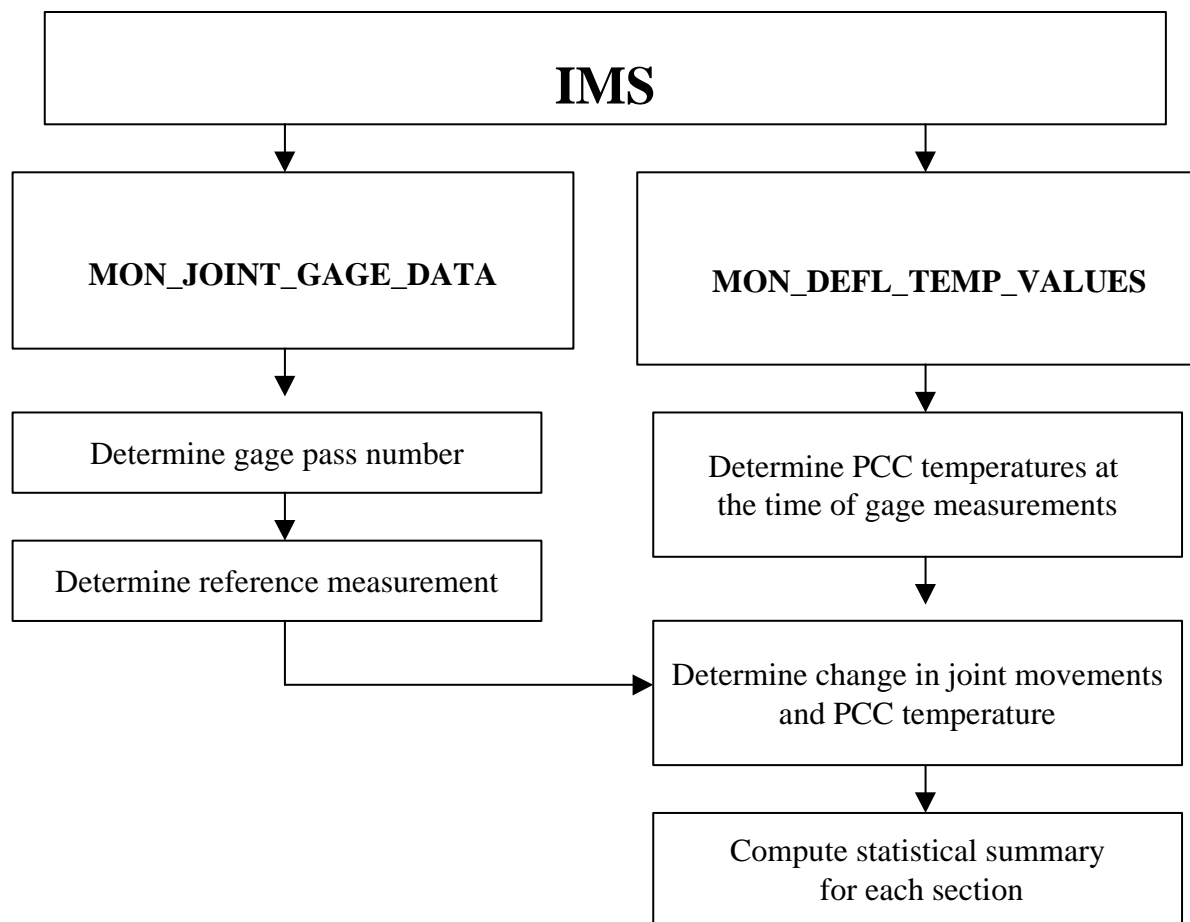 IMS
MON_JOINT_GAGE_DATA
MON_DEFL_TEMP_VALUES
Determine gage pass number
Determine PCC temperatures at
the time of gage measurements
Determine reference measurement
Determine change in joint movements
and PCC temperature
Compute statistical summary
for each section